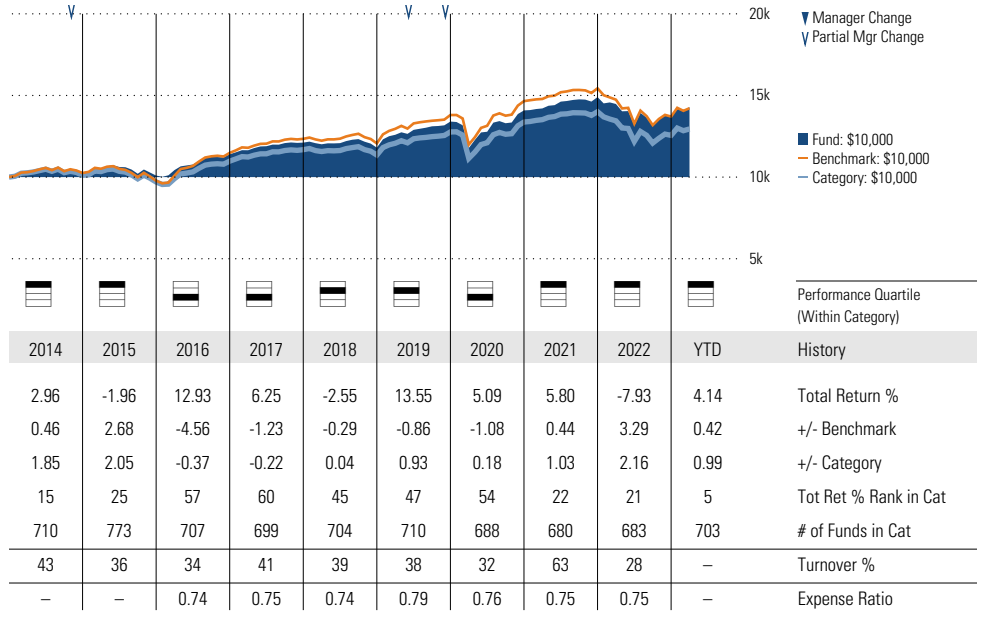 20k
Manager Change
Partial Mgr Change
15k
Fund: $10,000
Benchmark: $10,000
Category: $10,000
10k
5k
Performance Quartile
(Within Category)
2014 2015 2016 2017 2018 2019 2020 2021 2022 YTD History
2.96 -1.96 12.93 6.25 -2.55 13.55 5.09 5.80 -7.93 4.14 Total Return %
0.46 2.68 -4.56 -1.23 -0.29 -0.86 -1.08 0.44 3.29 0.42 +/- Benchmark
1.85 2.05 -0.37 -0.22 0.04 0.93 0.18 1.03 2.16 0.99 +/- Category
15 25 57 60 45 47 54 22 21 5 Tot Ret % Rank in Cat
710 773 707 699 704 710 688 680 683 703 # of Funds in Cat
43 36 34 41 39 38 32 63 28 – Turnover %
– – 0.74 0.75 0.74 0.79 0.76 0.75 0.75 – Expense Ratio